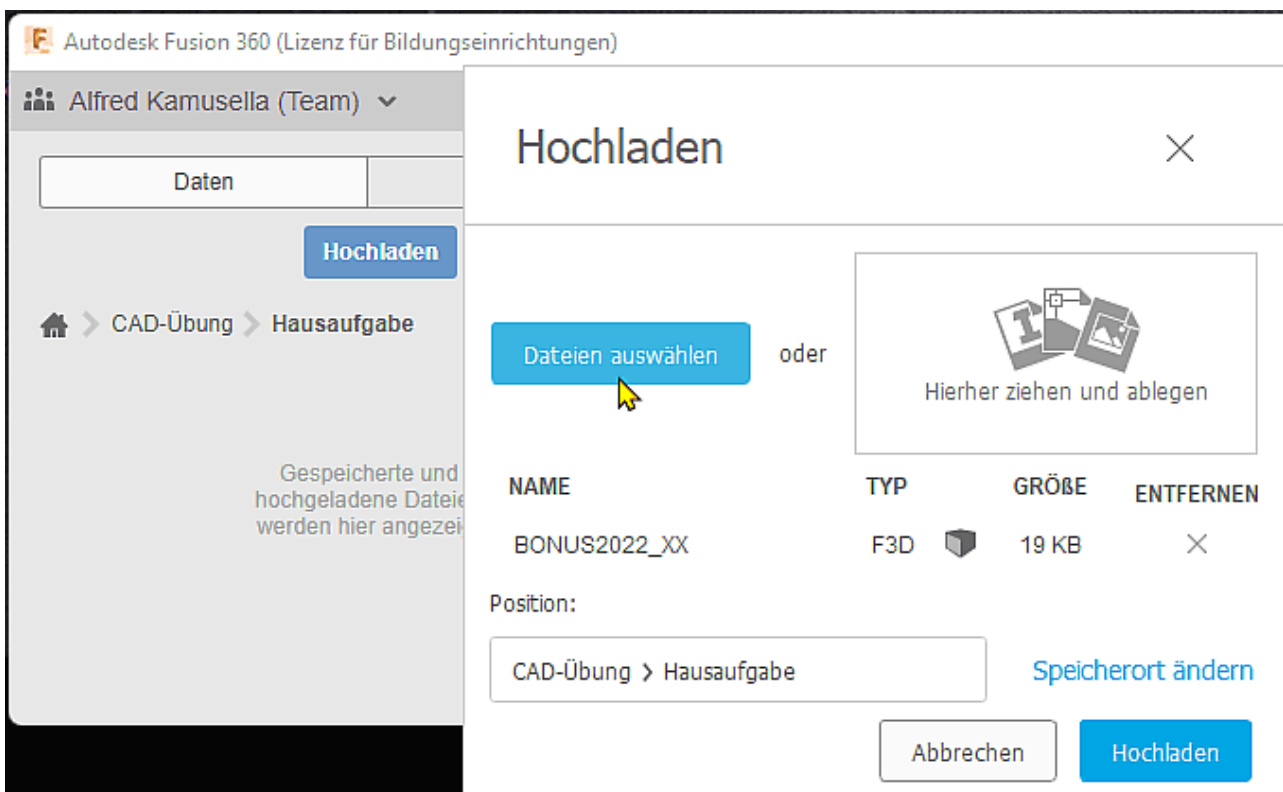 Autodesk Fusion 360 (Lizenz für Bildungseinrichtungen)
Alfred Kamusella (Team)
Daten
Hochladen
CAD-Übung Hausaufgabe
Gespeicherte und
hochgeladene Dateie
werden hier angezei
Hochladen
Dateien auswählen oder
Hierher ziehen und ablegen
NAME TYP GRÖßE ENTFERNEN
BONUS2022_XX F3D 19 KB
Position:
CAD-Übung > Hausaufgabe Speicherort ändern
Abbrechen Hochladen